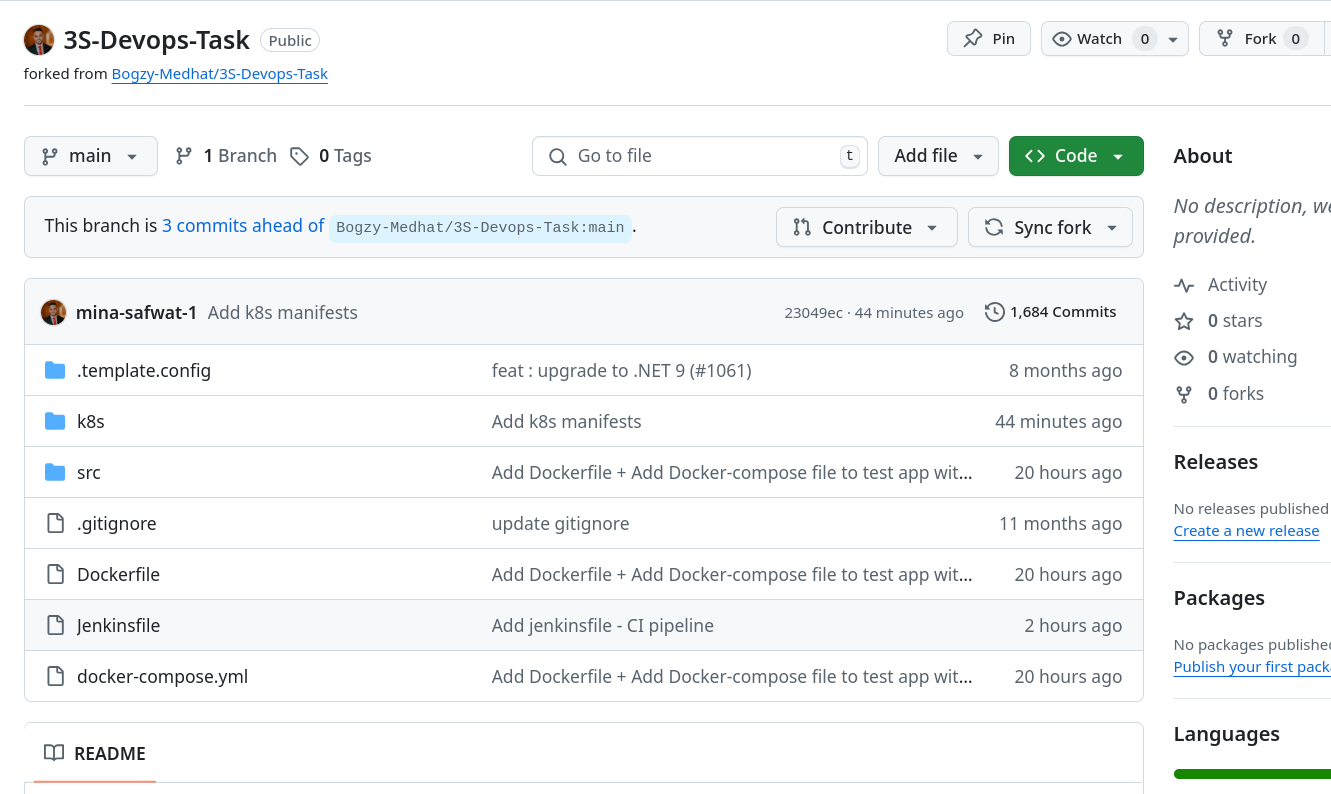 3S-Devops-Task Public
Pin Watch 0 Fork 0
forked from Bogzy-Medhat/3S-Devops-Task
main 1 Branch 0 Tags Go to file t Add file Code
This branch is 3 commits ahead of Bogzy-Medhat/3S-Devops-Task:main. Contribute Sync fork
mina-safwat-1 Add k8s manifests 23049ec · 44 minutes ago 1,684 Commits
.template.config feat : upgrade to .NET 9 (#1061) 8 months ago
k8s Add k8s manifests 44 minutes ago
src Add Dockerfile + Add Docker-compose file to test app wit... 20 hours ago
.gitignore update gitignore 11 months ago
Dockerfile Add Dockerfile + Add Docker-compose file to test app wit... 20 hours ago
Jenkinsfile Add jenkinsfile - CI pipeline 2 hours ago
docker-compose.yml Add Dockerfile + Add Docker-compose file to test app wit... 20 hours ago
README
About
No description, we
provided.
Activity
0 stars
0 watching
0 forks
Releases
No releases published
Create a new release
Packages
No packages published
Publish your first pack
Languages